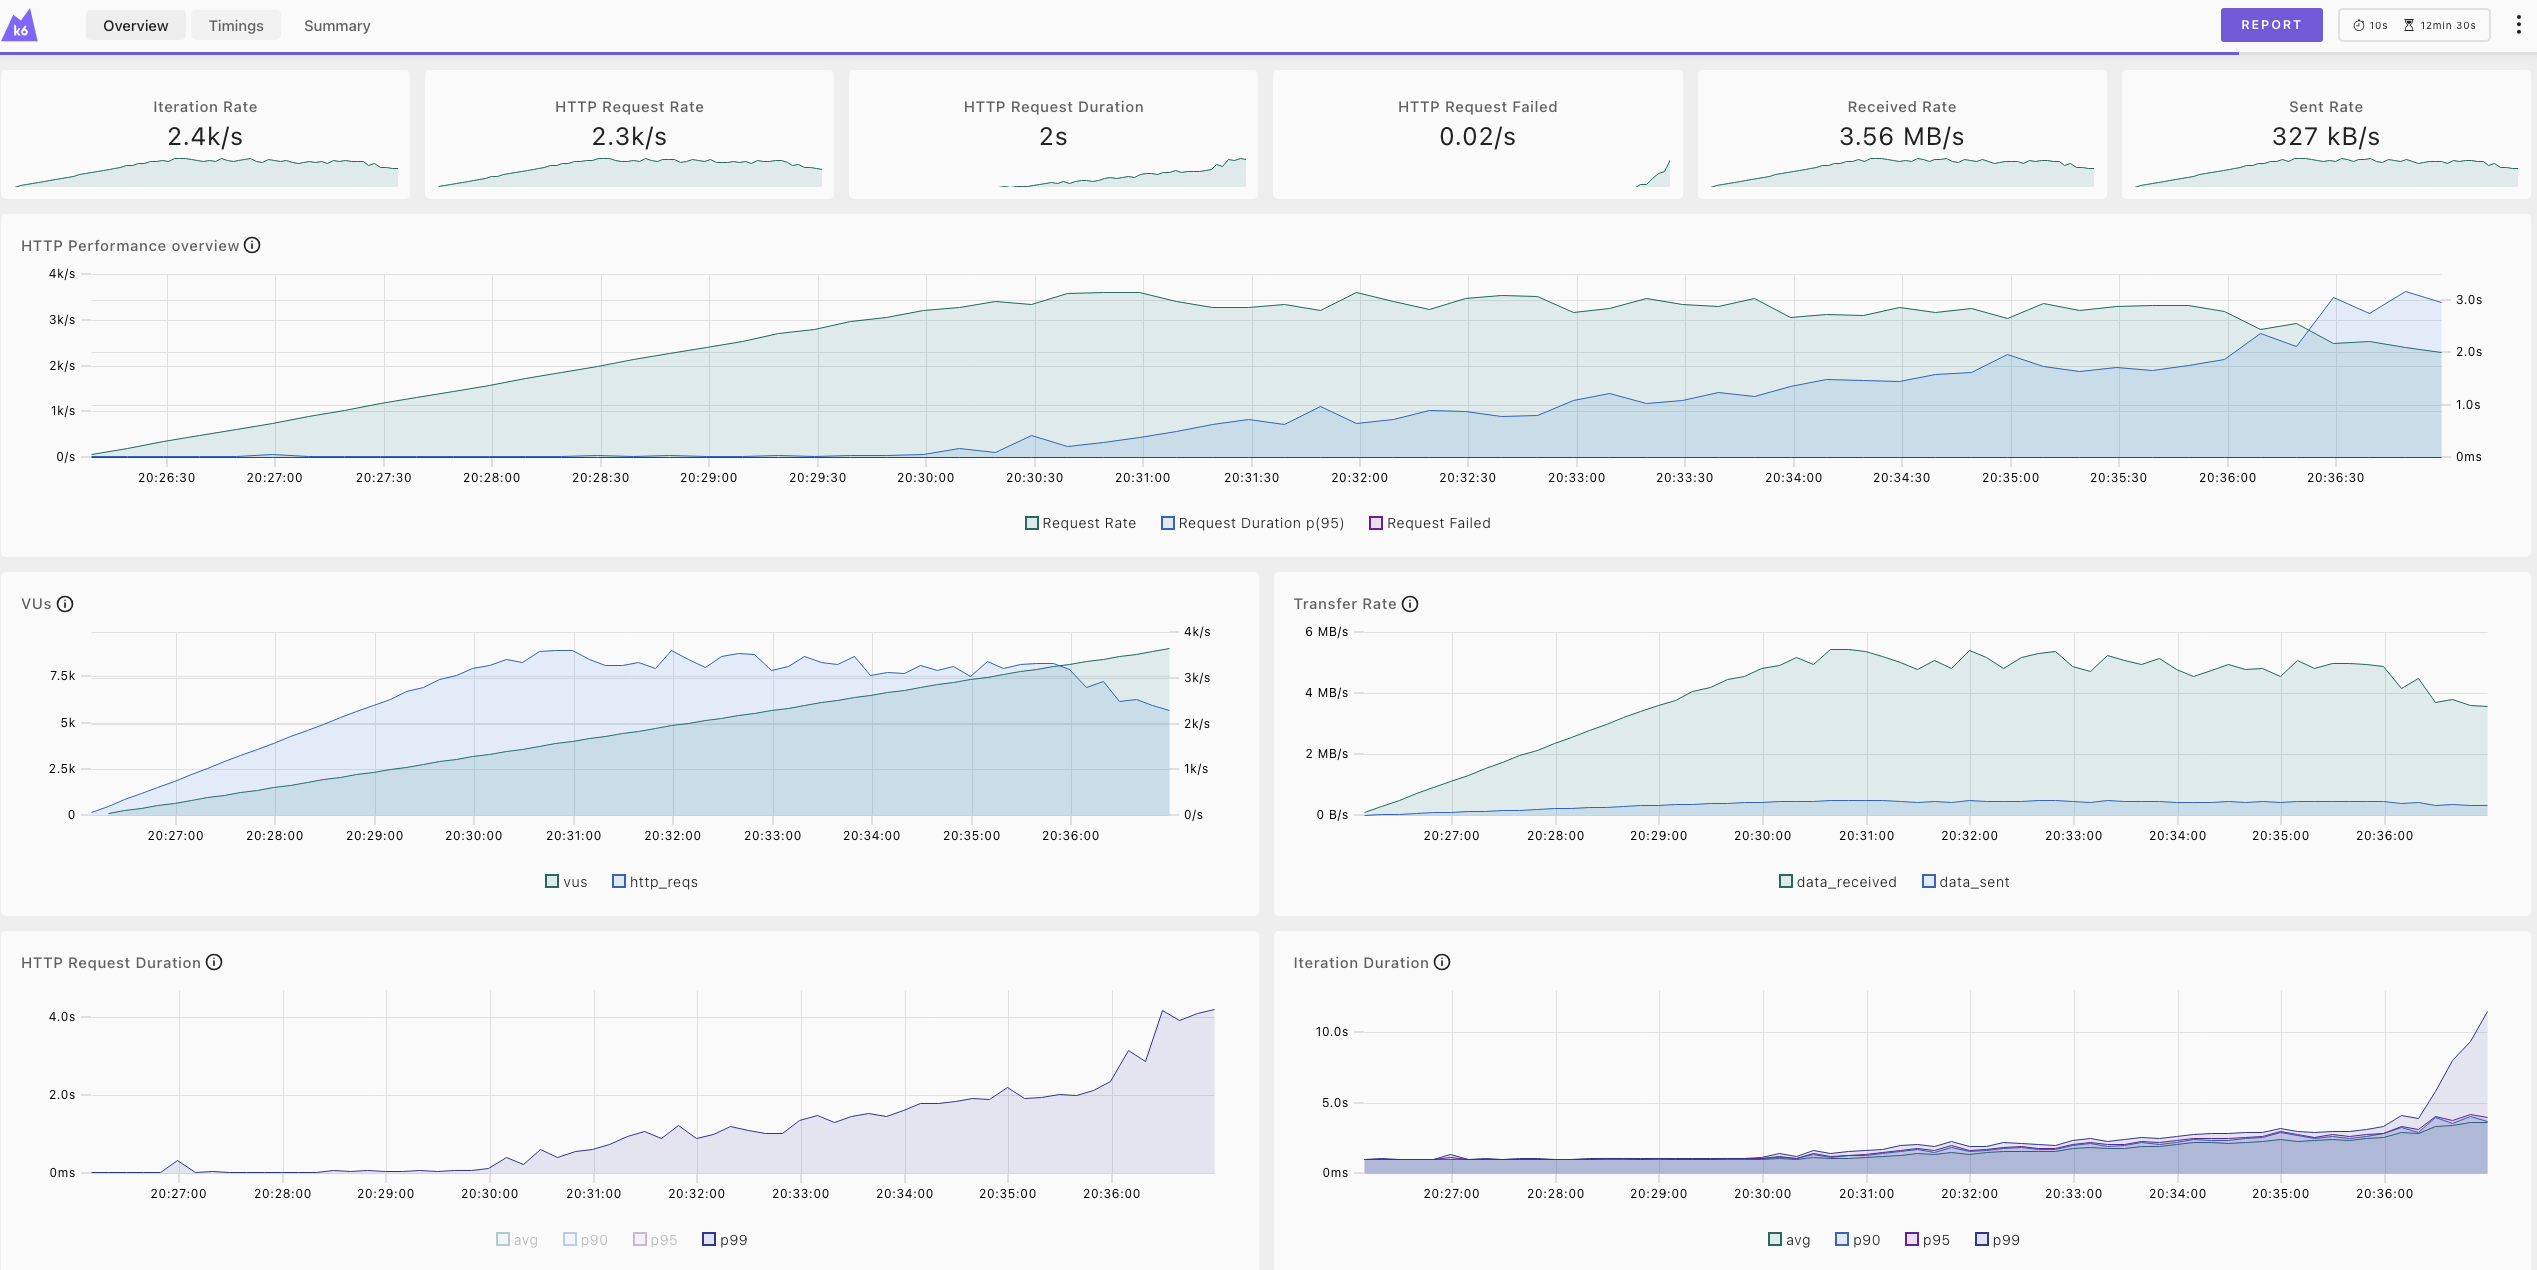 k6 Overview Timings Summary REPORT 10s 12min 30s
Iteration Rate HTTP Request Rate HTTP Request Duration HTTP Request Failed Received Rate Sent Rate
2.4k/s 2.3k/s 2s 0.02/s 3.56 MB/s 327 kB/s
HTTP Performance overview
4k/s
3k/s 3.0s
2k/s 2.0s
1k/s 1.0s
0/s 0ms
20:26:30 20:27:00 20:27:30 20:28:00 20:28:30 20:29:00 20:29:30 20:30:00 20:30:30 20:31:00 20:31:30 20:32:00 20:32:30 20:33:00 20:33:30 20:34:00 20:34:30 20:35:00 20:35:30 20:36:00 20:36:30
Request Rate Request Duration p(95) Request Failed
VUs
4k/s
7.5k 3k/s
5k 2k/s
2.5k 1k/s
0 0/s
20:27:00 20:28:00 20:29:00 20:30:00 20:31:00 20:32:00 20:33:00 20:34:00 20:35:00 20:36:00
vus http_reqs
Transfer Rate
6 MB/s
4 MB/s
2 MB/s
0 B/s
20:27:00 20:28:00 20:29:00 20:30:00 20:31:00 20:32:00 20:33:00 20:34:00 20:35:00 20:36:00
data_received data_sent
HTTP Request Duration
4.0s
2.0s
0ms
20:27:00 20:28:00 20:29:00 20:30:00 20:31:00 20:32:00 20:33:00 20:34:00 20:35:00 20:36:00
avg p90 p95 p99
Iteration Duration
10.0s
5.0s
0ms
20:27:00 20:28:00 20:29:00 20:30:00 20:31:00 20:32:00 20:33:00 20:34:00 20:35:00 20:36:00
avg p90 p95 p99